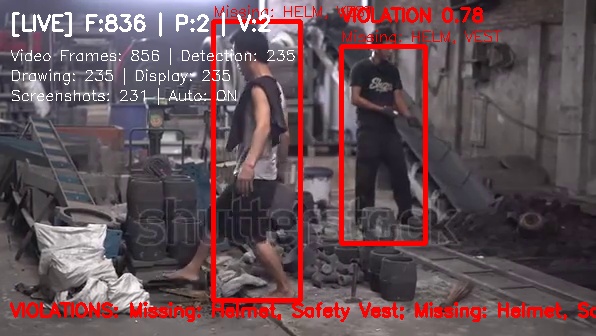 [LIVE] F:836 | P:2 | V:2
Missing: HELM, VEST
VIOLATION 0.78
Missing: HELM, VEST
Video Frames: 856 | Detection: 235
Drawing: 235 | Display: 235
Screenshots: 231 | Auto: ON
shutterstock
VIOLATIONS: Missing: Helmet, Safety Vest; Missing: Helmet, Sa